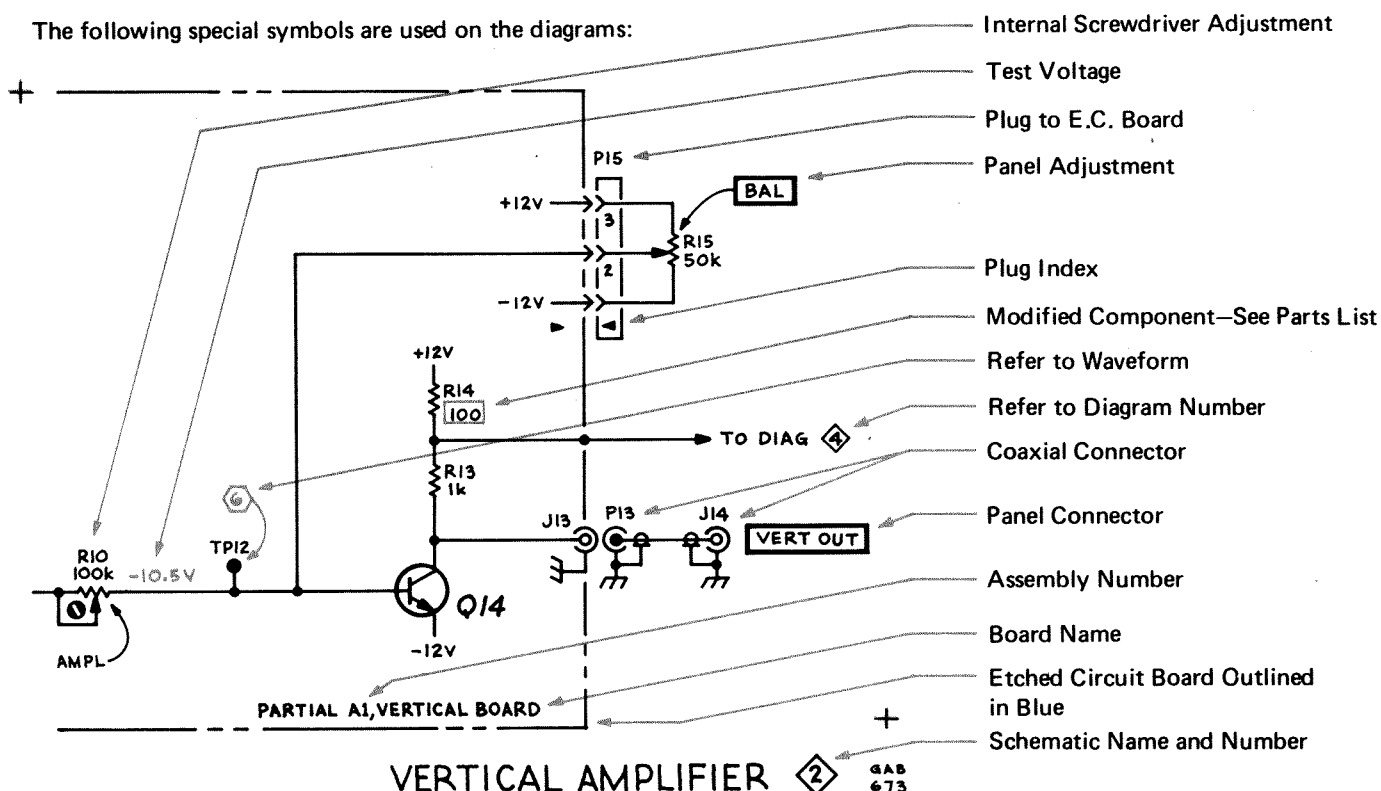 The following special symbols are used on the diagrams:
Internal Screwdriver Adjustment
Test Voltage
Plug to E.C. Board
Panel Adjustment
Plug Index
Modified Component—See Parts List
Refer to Waveform
Refer to Diagram Number
Coaxial Connector
Panel Connector
Assembly Number
Board Name
Etched Circuit Board Outlined
in Blue
Schematic Name and Number
P15
BAL
+12V
3
R15
50k
2
-12V
+12V
R14
100
TO DIAG 4
R13
1k
6
J13
P13
J14
VERT OUT
TP12
R10
100k
-10.5V
Q14
-12V
AMPL
PARTIAL A1, VERTICAL BOARD
VERTICAL AMPLIFIER 2
GAB
673